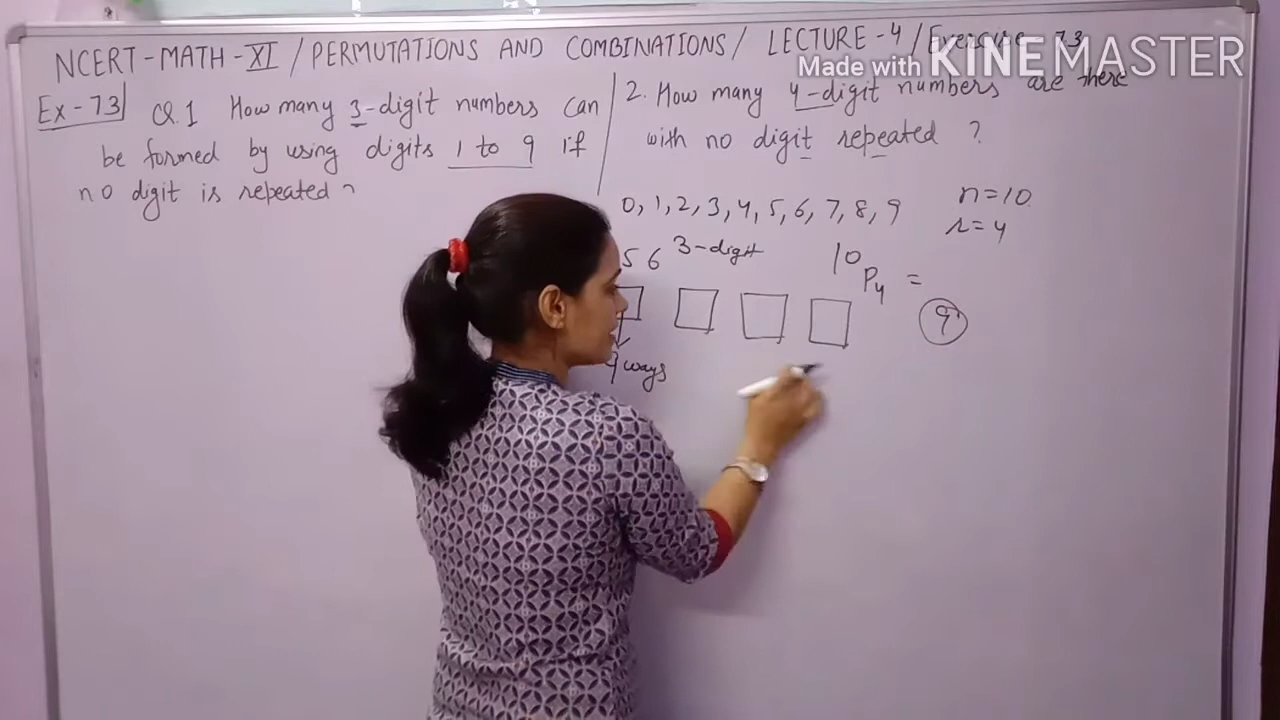 NCERT-MATH-XI / PERMUTATIONS AND COMBINATIONS / LECTURE-4 / Exercise 7.3
Made with KINEMASTER
Ex-7.3 Q.1 How many 3-digit numbers can
be formed by using digits 1 to 9 if
no digit is repeated ?
2. How many 4-digit numbers are there
with no digit repeated ?
0, 1, 2, 3, 4, 5, 6, 7, 8, 9
n=10
r=4
56 3-digit
10P4 =
9
9 ways